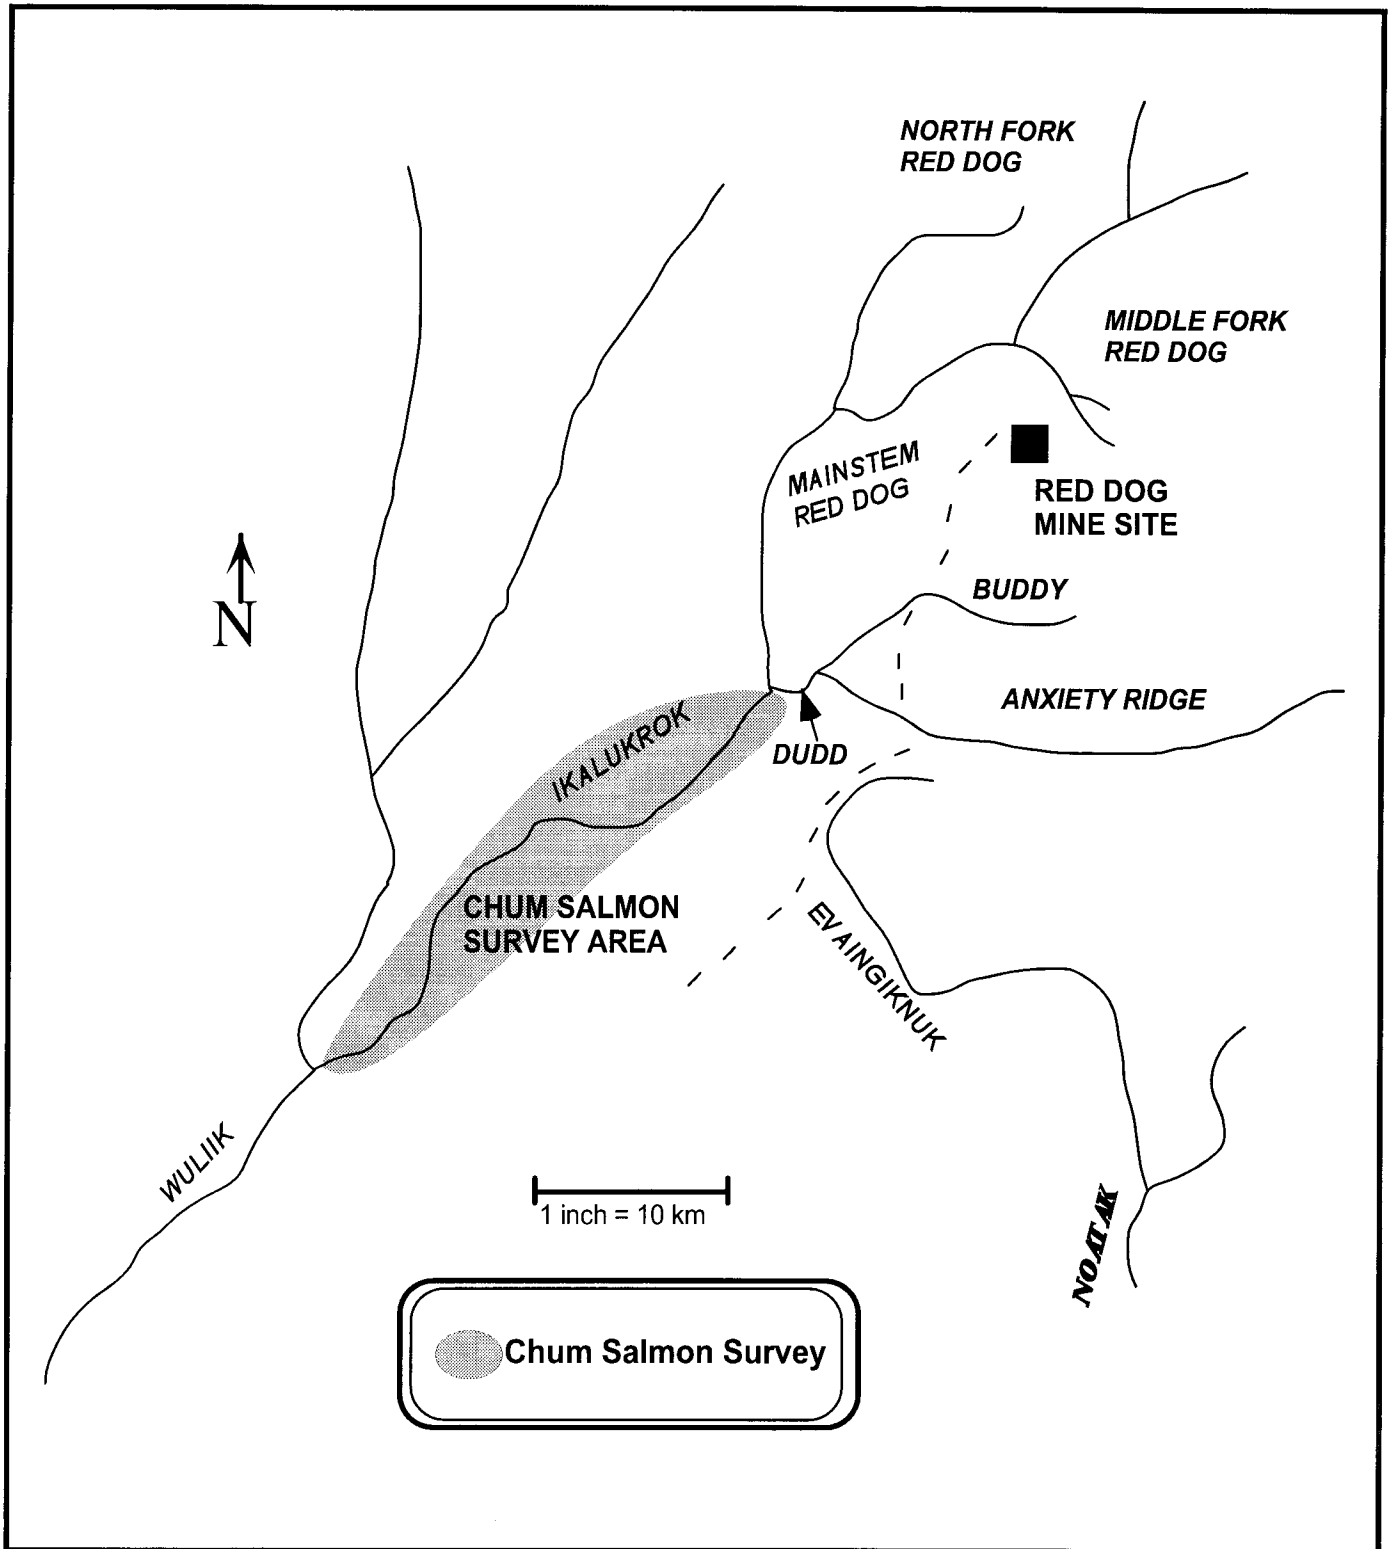 NORTH FORK
RED DOG
MIDDLE FORK
RED DOG
MAINSTEM
RED DOG
RED DOG
MINE SITE
N
BUDDY
ANXIETY RIDGE
IKALUKROK
DUDD
CHUM SALMON
SURVEY AREA
EVAINGIKNUK
WULIIK
1 inch = 10 km
NOATAK
Chum Salmon Survey